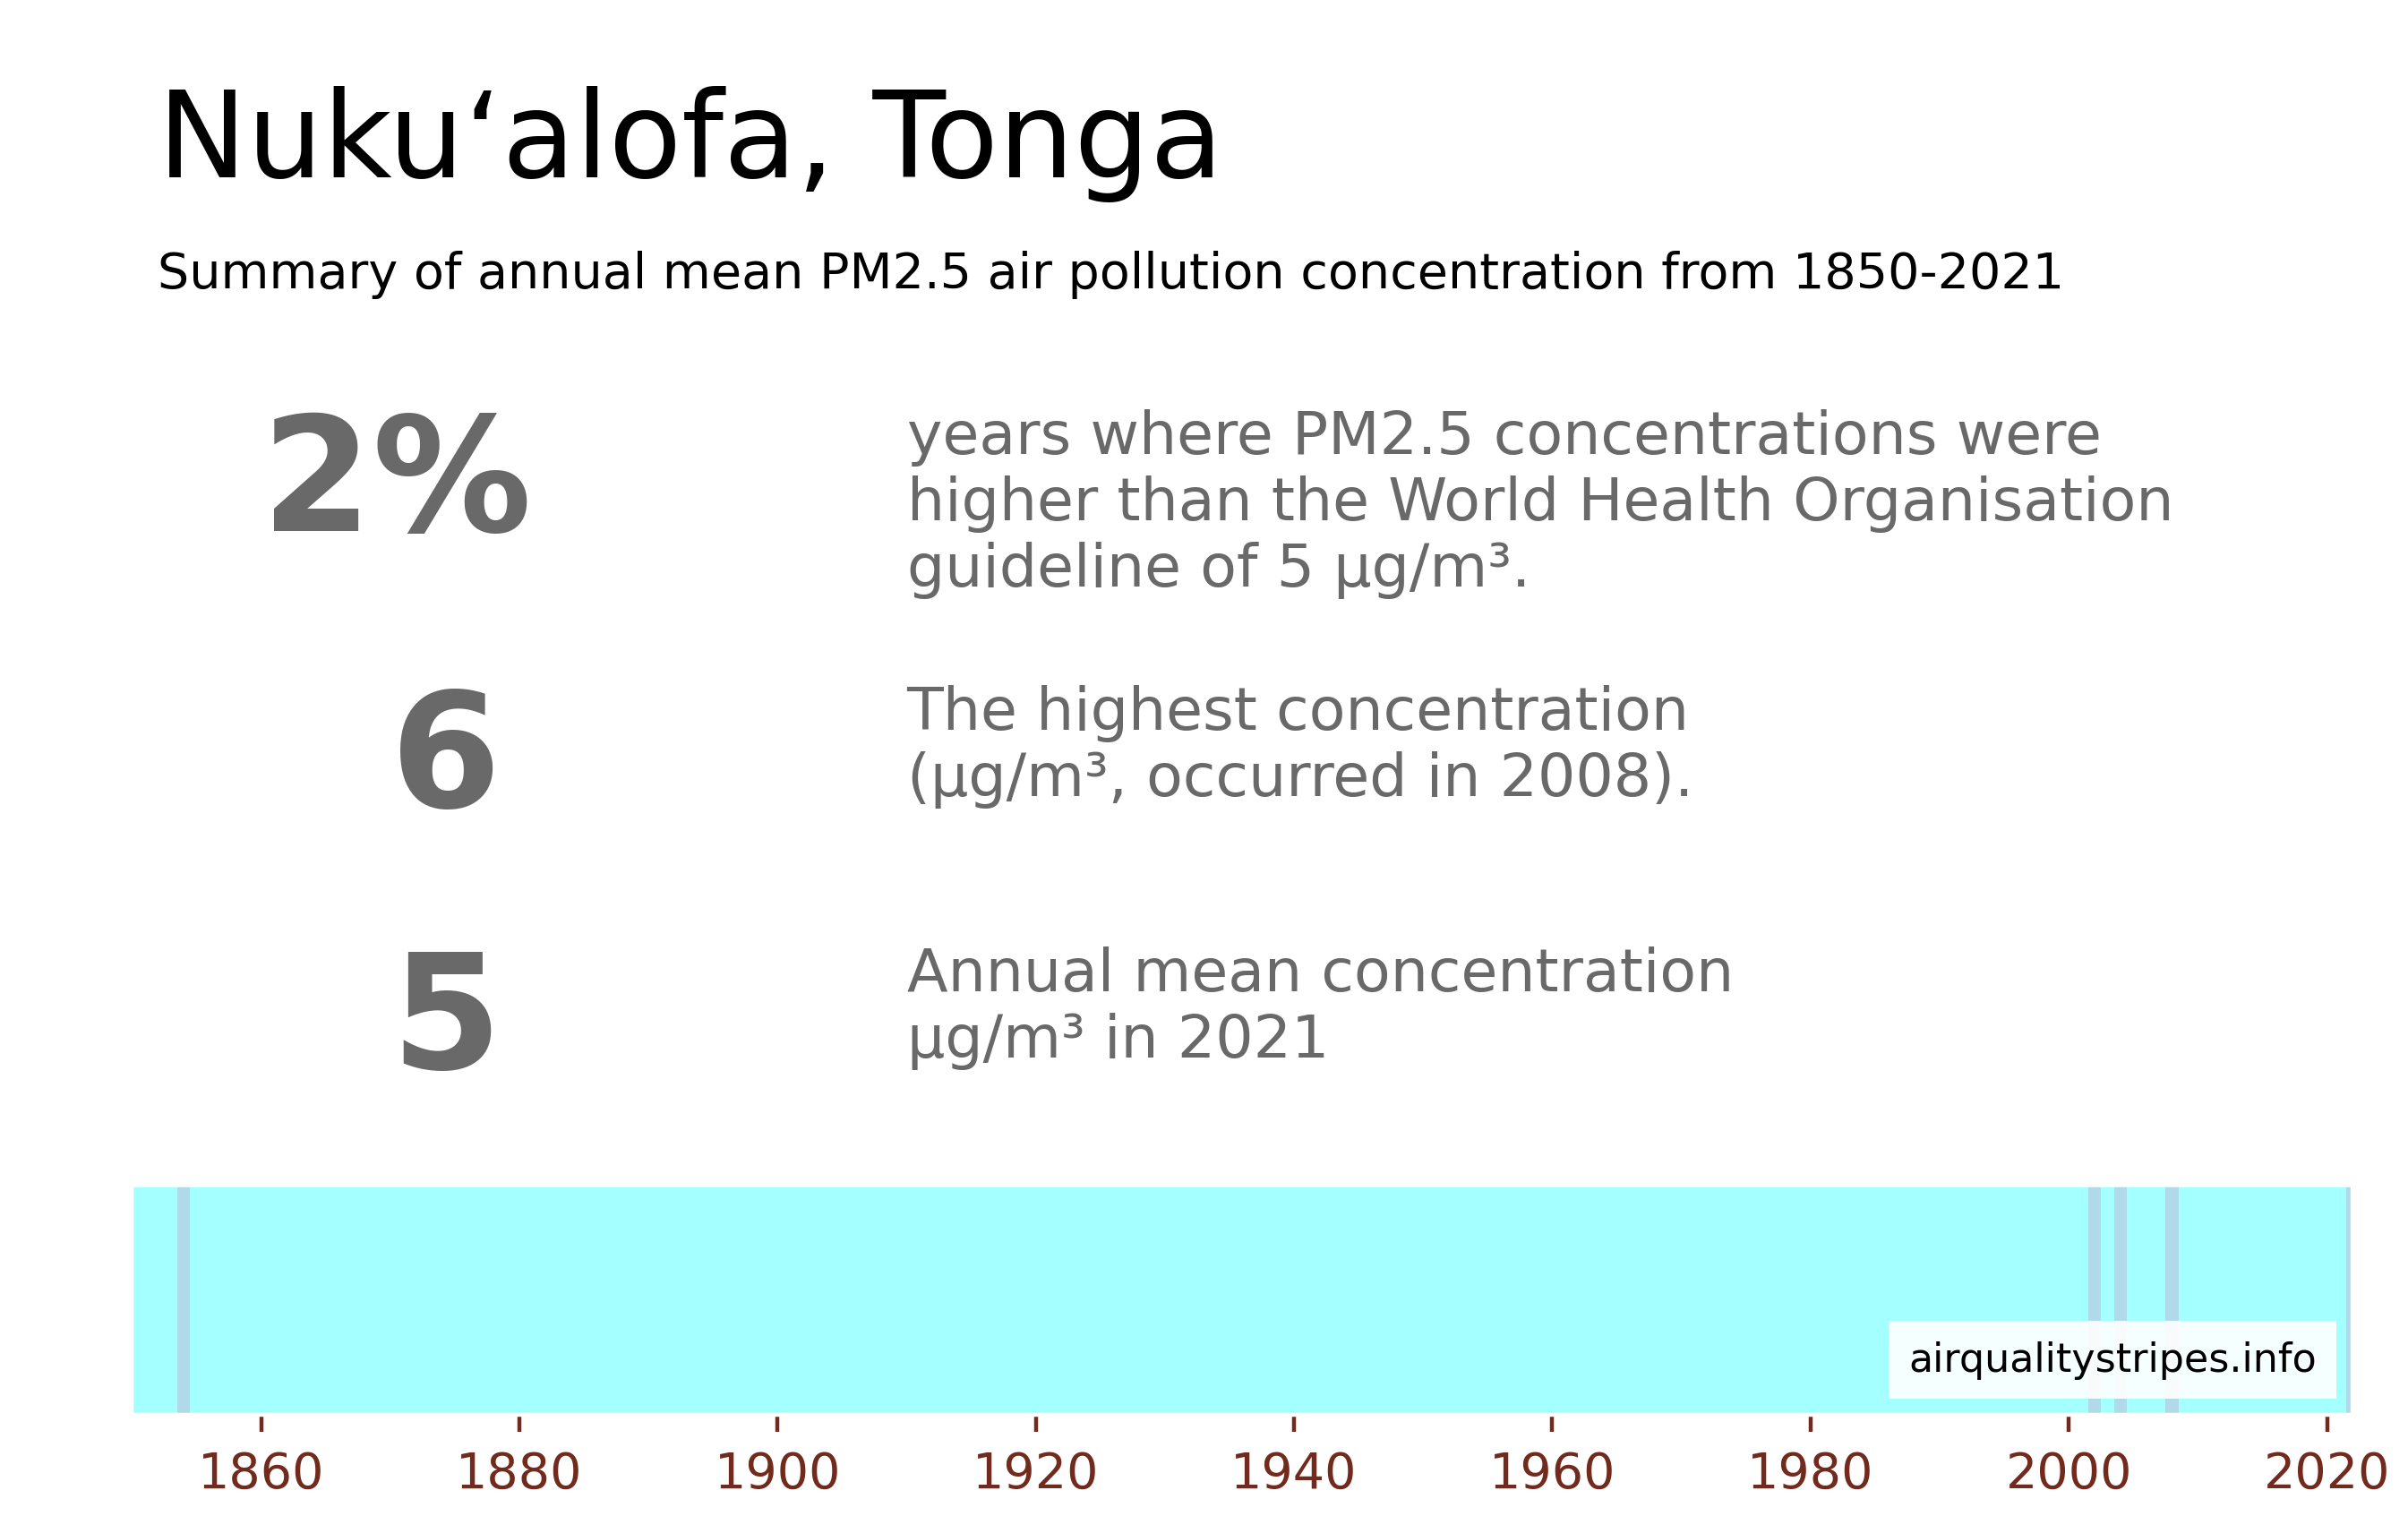 Nukuʻalofa, Tonga
Summary of annual mean PM2.5 air pollution concentration from 1850-2021
2%
years where PM2.5 concentrations were
higher than the World Health Organisation
guideline of 5 µg/m³.
6
The highest concentration
(µg/m³, occurred in 2008).
5
Annual mean concentration
µg/m³ in 2021
airqualitystripes.info
1860 1880 1900 1920 1940 1960 1980 2000 2020